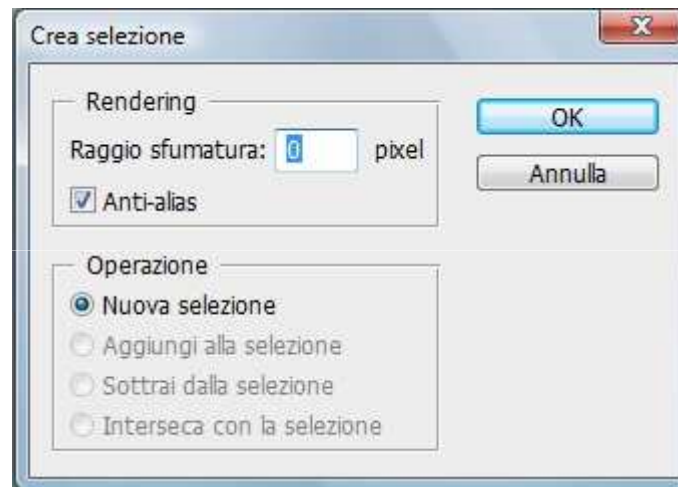 Crea selezione
Rendering
Raggio sfumatura: 0 pixel
Anti-alias
OK
Annulla
Operazione
Nuova selezione
Aggiungi alla selezione
Sottrai dalla selezione
Interseca con la selezione